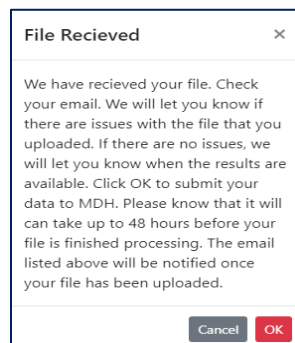 File Recieved ×
We have recieved your file. Check
your email. We will let you know if
there are issues with the file that you
uploaded. If there are no issues, we
will let you know when the results are
available. Click OK to submit your
data to MDH. Please know that it will
can take up to 48 hours before your
file is finished processing. The email
listed above will be notified once
your file has been uploaded.
Cancel OK